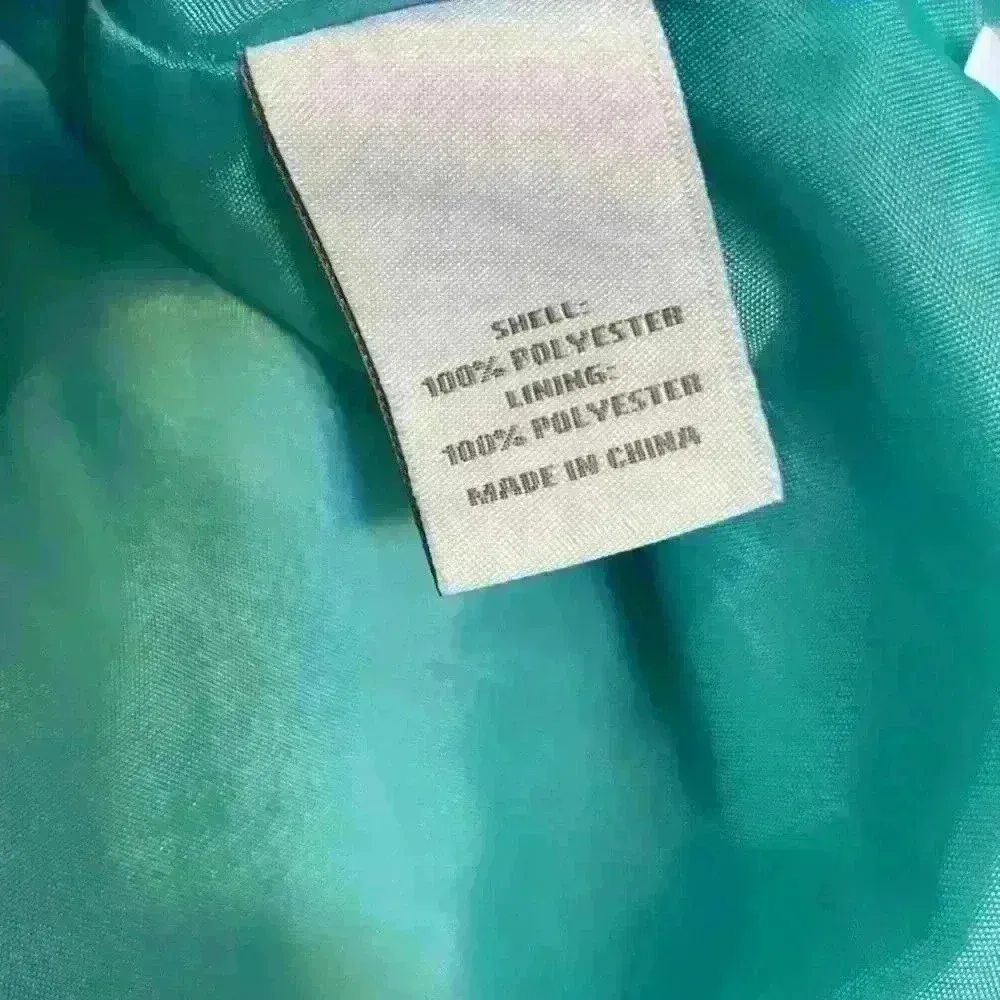 SHELL:
100% POLYESTER
LINING:
100% POLYESTER
MADE IN CHINA